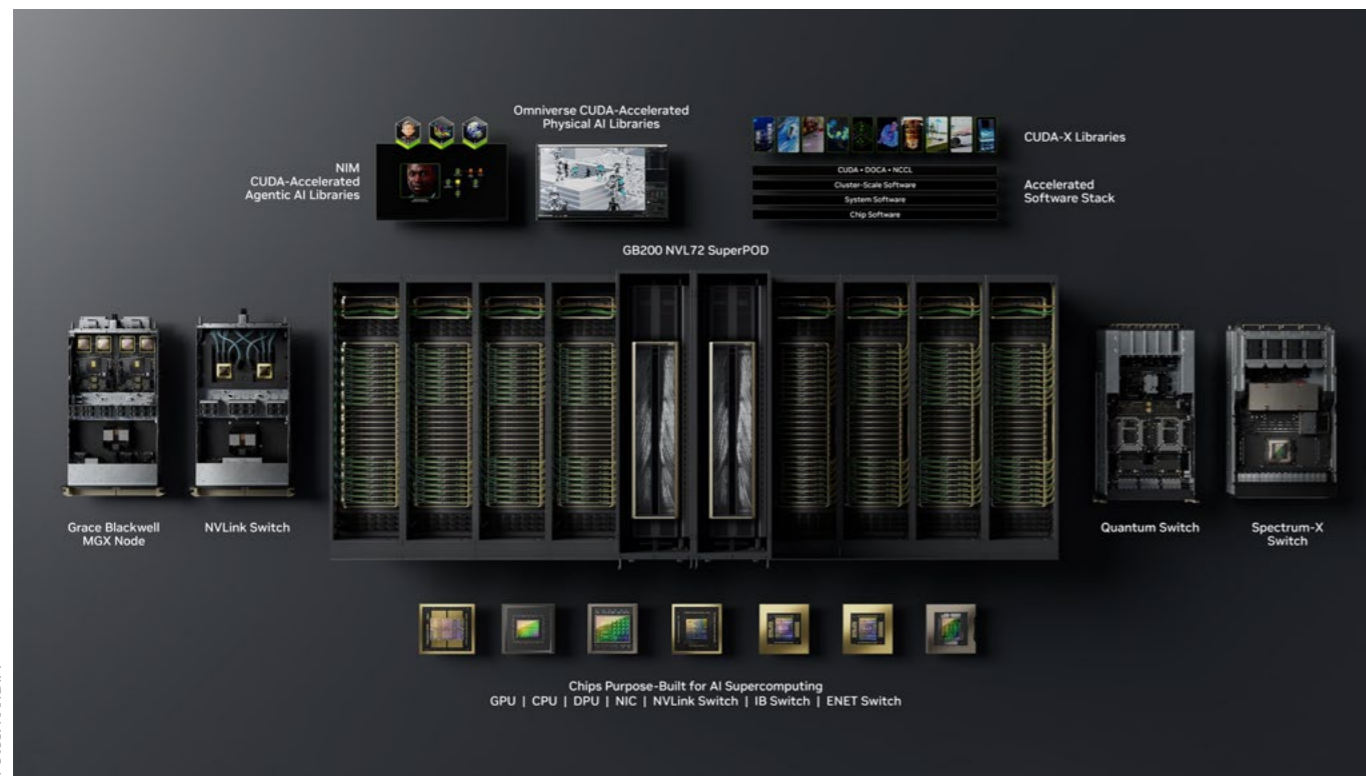 Omniverse CUDA-Accelerated
Physical AI Libraries
NIM
CUDA-Accelerated
Agentic AI Libraries
CUDA-X Libraries
CUDA • DOCA • NCCL
Cluster-Scale Software
System Software
Chip Software
Accelerated
Software Stack
GB200 NVL72 SuperPOD
Grace Blackwell
MGX Node
NVLink Switch
Quantum Switch
Spectrum-X
Switch
Chips Purpose-Built for AI Supercomputing
GPU | CPU | DPU | NIC | NVLink Switch | IB Switch | ENET Switch